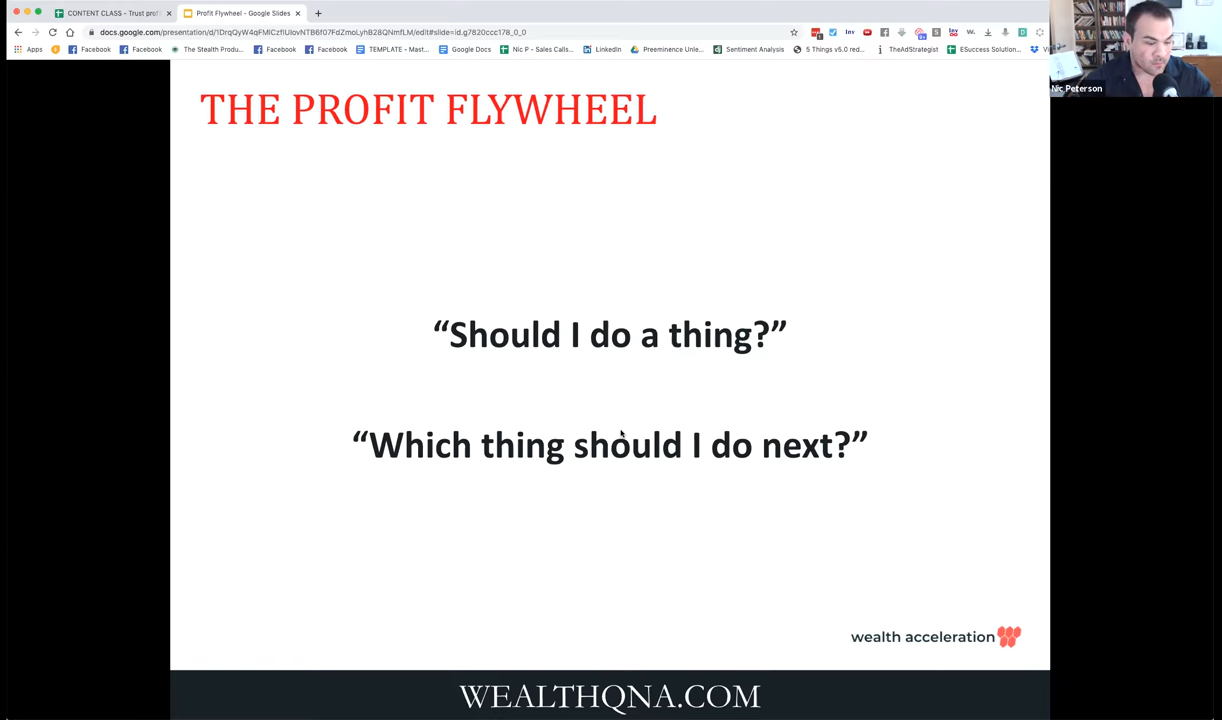 CONTENT CLASS - Trust prof
Profit Flywheel - Google Slides
docs.google.com/presentation/d/1DrqQyW4qFMlCzfIUIovNTB6f07FdZmoLyhB28QNmfLM/edit#slide=id.g7820ccc178_0_0
Apps
Facebook
Facebook
The Stealth Produ...
Facebook
Facebook
TEMPLATE - Mast...
Google Docs
Nic P - Sales Calls...
LinkedIn
Preeminence Unle...
Sentiment Analysis
5 Things v5.0 red...
TheAdStrategist
ESuccess Solution...
Nic Peterson
THE PROFIT FLYWHEEL
“Should I do a thing?”
“Which thing should I do next?”
wealth acceleration
WEALTHQNA.COM